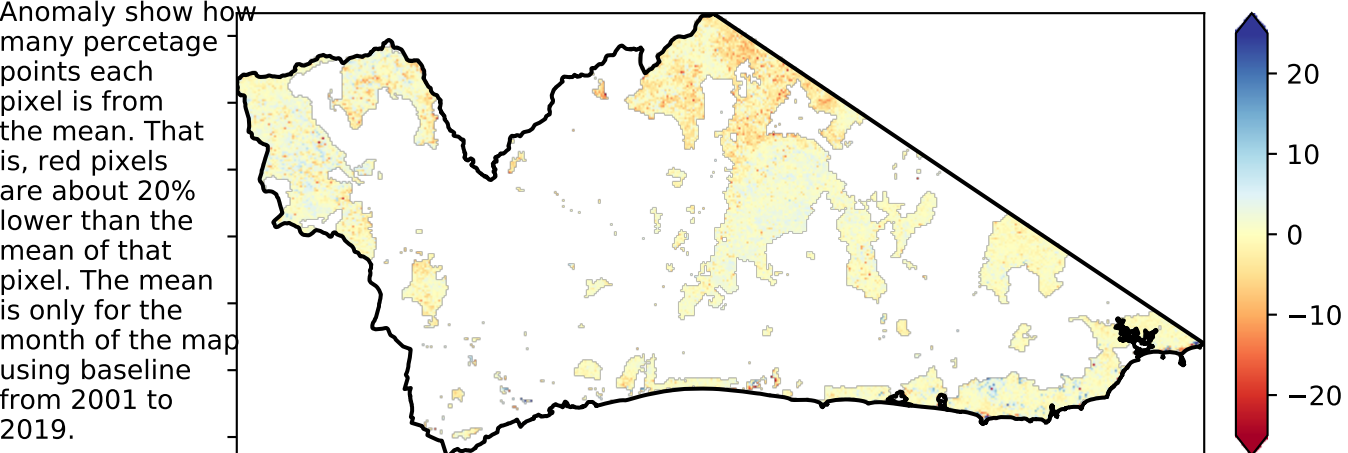 Anomaly show how
many percetage
points each
pixel is from
the mean. That
is, red pixels
are about 20%
lower than the
mean of that
pixel. The mean
is only for the
month of the map
using baseline
from 2001 to
2019.
20
10
0
−10
−20